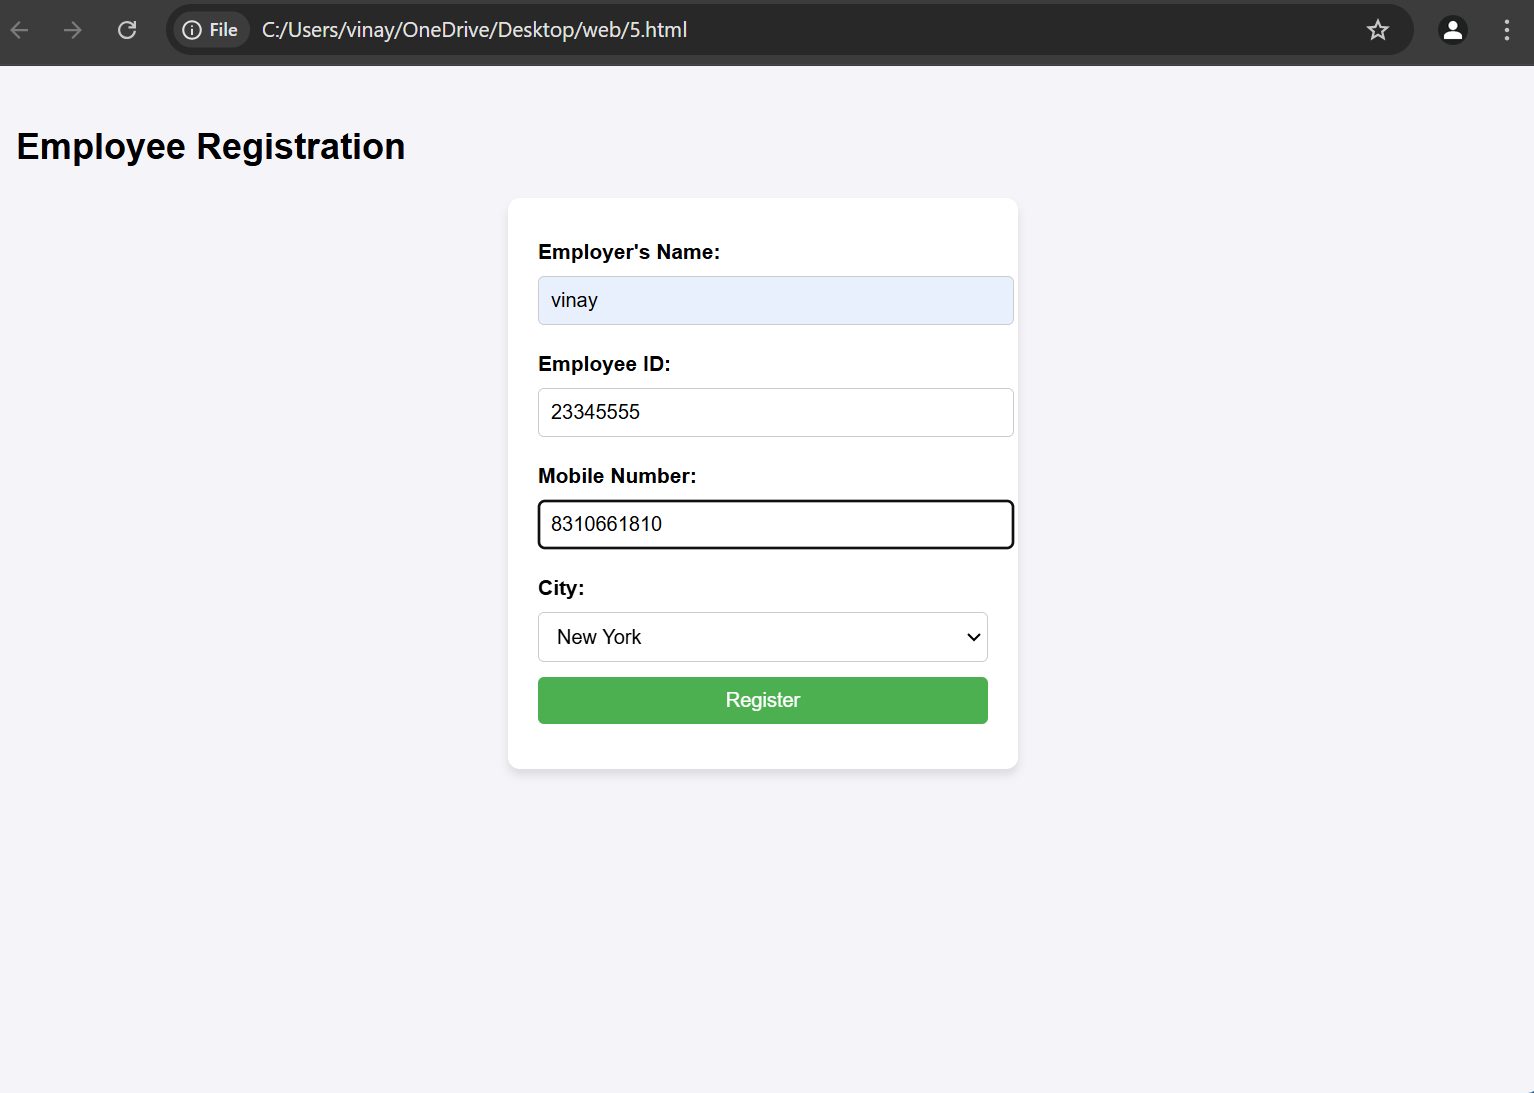 File C:/Users/vinay/OneDrive/Desktop/web/5.html
Employee Registration
Employer's Name:
vinay
Employee ID:
23345555
Mobile Number:
8310661810
City:
New York
Register